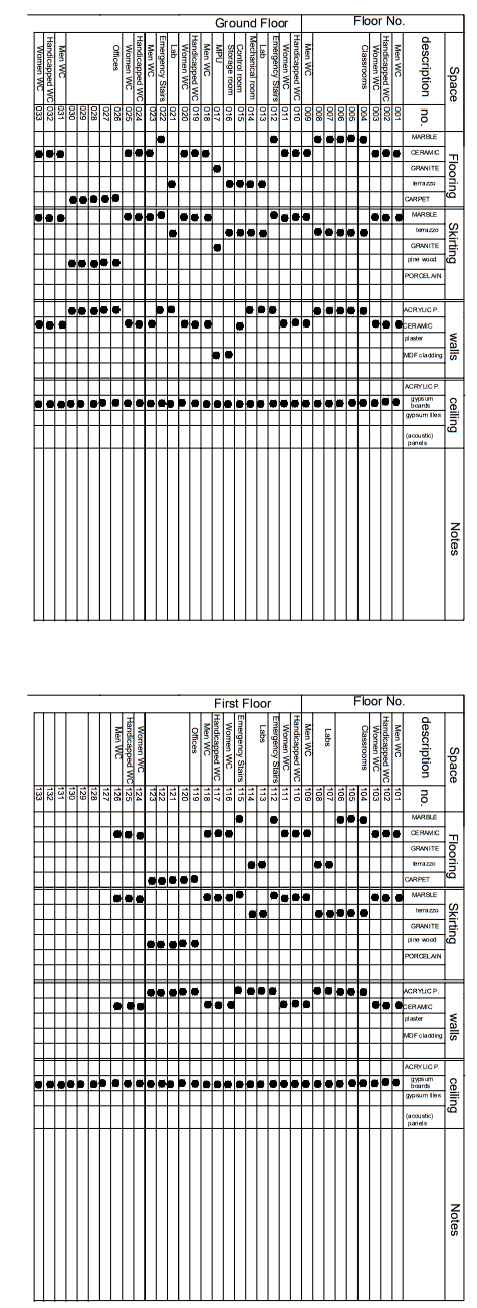 Floor No.
Ground Floor
Space
description
no.
Men WC
Handicapped WC
Women WC
Classrooms
Men WC
Handicapped WC
Women WC
Emergency Stairs
Lab
Mechanical room
Control room
Storage room
MPU
Men WC
Handicapped WC
Women WC
Lab
Emergency Stairs
Men WC
Handicapped WC
Women WC
Offices
Men WC
Handicapped WC
Women WC
001
002
003
004
005
006
007
008
009
010
011
012
013
014
015
016
017
018
019
020
021
022
023
024
025
026
027
028
029
030
031
032
033
Flooring
MARBLE
CERAMIC
GRANITE
terrazzo
CARPET
Skirting
MARBLE
terrazzo
GRANITE
pine wood
PORCELAIN
walls
ACRYLIC P.
CERAMIC
plaster
MDF cladding
ceiling
ACRYLIC P.
gypsum
boards
gypsum tiles
(acoustic)
panels
Notes
Floor No.
First Floor
Space
description
no.
Men WC
Handicapped WC
Women WC
Classrooms
Labs
Men WC
Handicapped WC
Women WC
Emergency Stairs
Labs
Emergency Stairs
Women WC
Handicapped WC
Men WC
Offices
Women WC
Handicapped WC
Men WC
101
102
103
104
105
106
107
108
109
110
111
112
113
114
115
116
117
118
119
120
121
122
123
124
125
126
127
128
129
130
131
132
133
Flooring
MARBLE
CERAMIC
GRANITE
terrazzo
CARPET
Skirting
MARBLE
terrazzo
GRANITE
pine wood
PORCELAIN
walls
ACRYLIC P.
CERAMIC
plaster
MDF cladding
ceiling
ACRYLIC P.
gypsum
boards
gypsum tiles
(acoustic)
panels
Notes